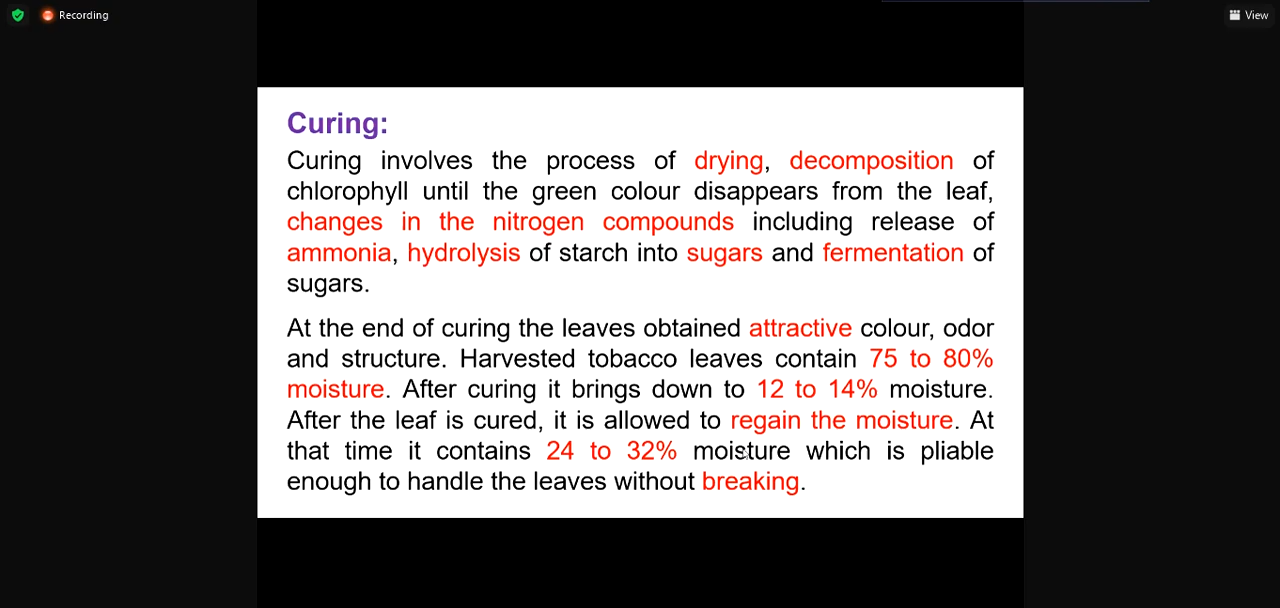 Recording
View
Curing:
Curing involves the process of drying, decomposition of
chlorophyll until the green colour disappears from the leaf,
changes in the nitrogen compounds including release of
ammonia, hydrolysis of starch into sugars and fermentation of
sugars.
At the end of curing the leaves obtained attractive colour, odor
and structure. Harvested tobacco leaves contain 75 to 80%
moisture. After curing it brings down to 12 to 14% moisture.
After the leaf is cured, it is allowed to regain the moisture. At
that time it contains 24 to 32% moisture which is pliable
enough to handle the leaves without breaking.